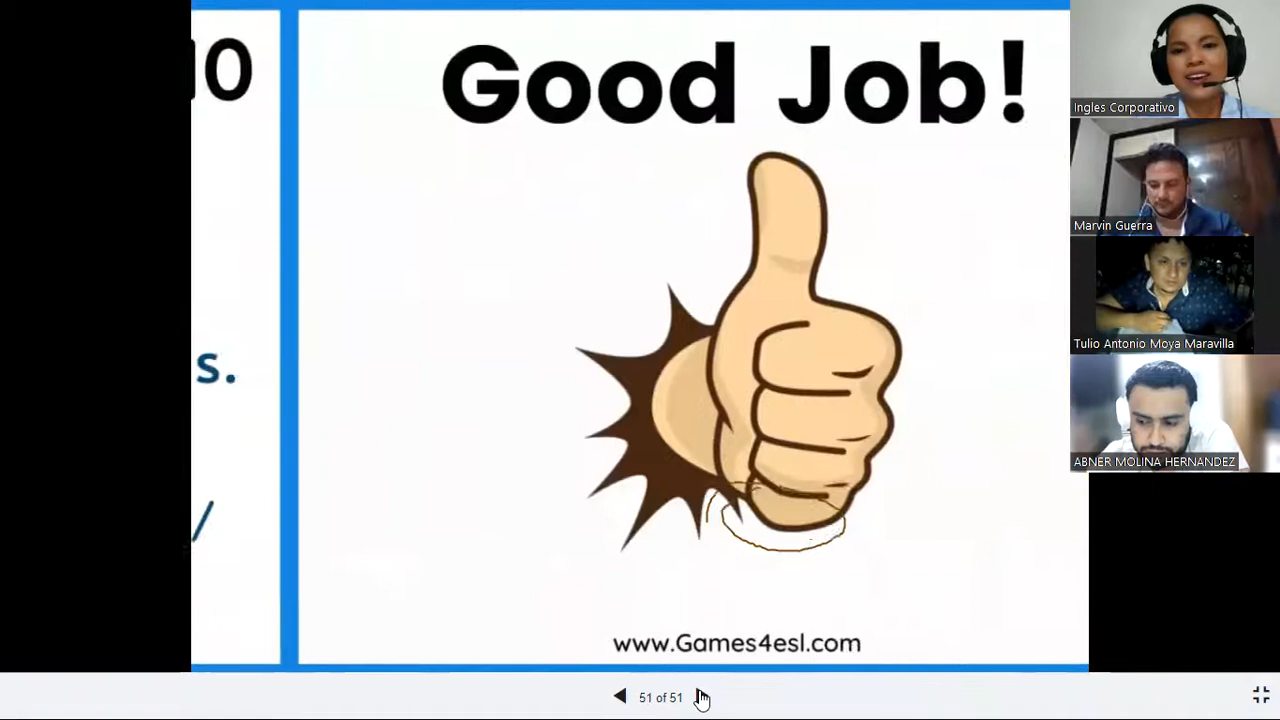 10
Good Job!
s.
/
www.Games4esl.com
51 of 51
Ingles Corporativo
Marvin Guerra
Tulio Antonio Moya Maravilla
ABNER MOLINA HERNANDEZ